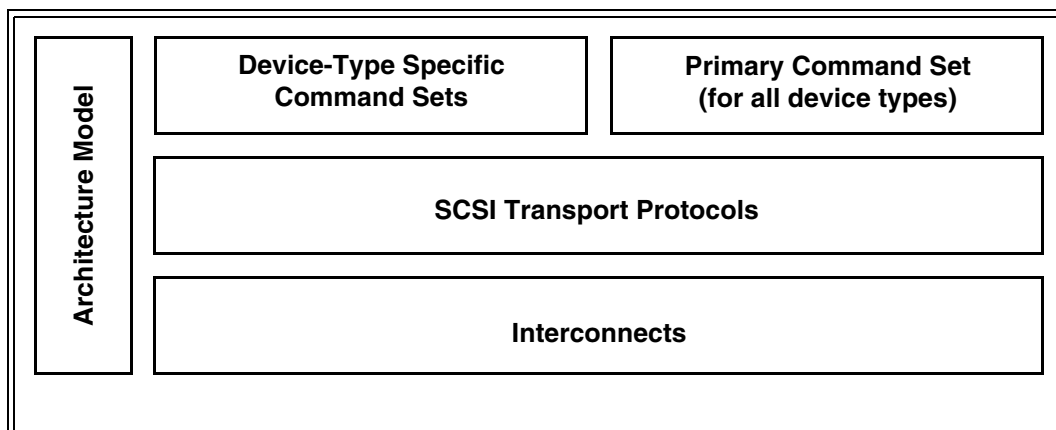 Architecture Model
Device-Type Specific
Command Sets
Primary Command Set
(for all device types)
SCSI Transport Protocols
Interconnects